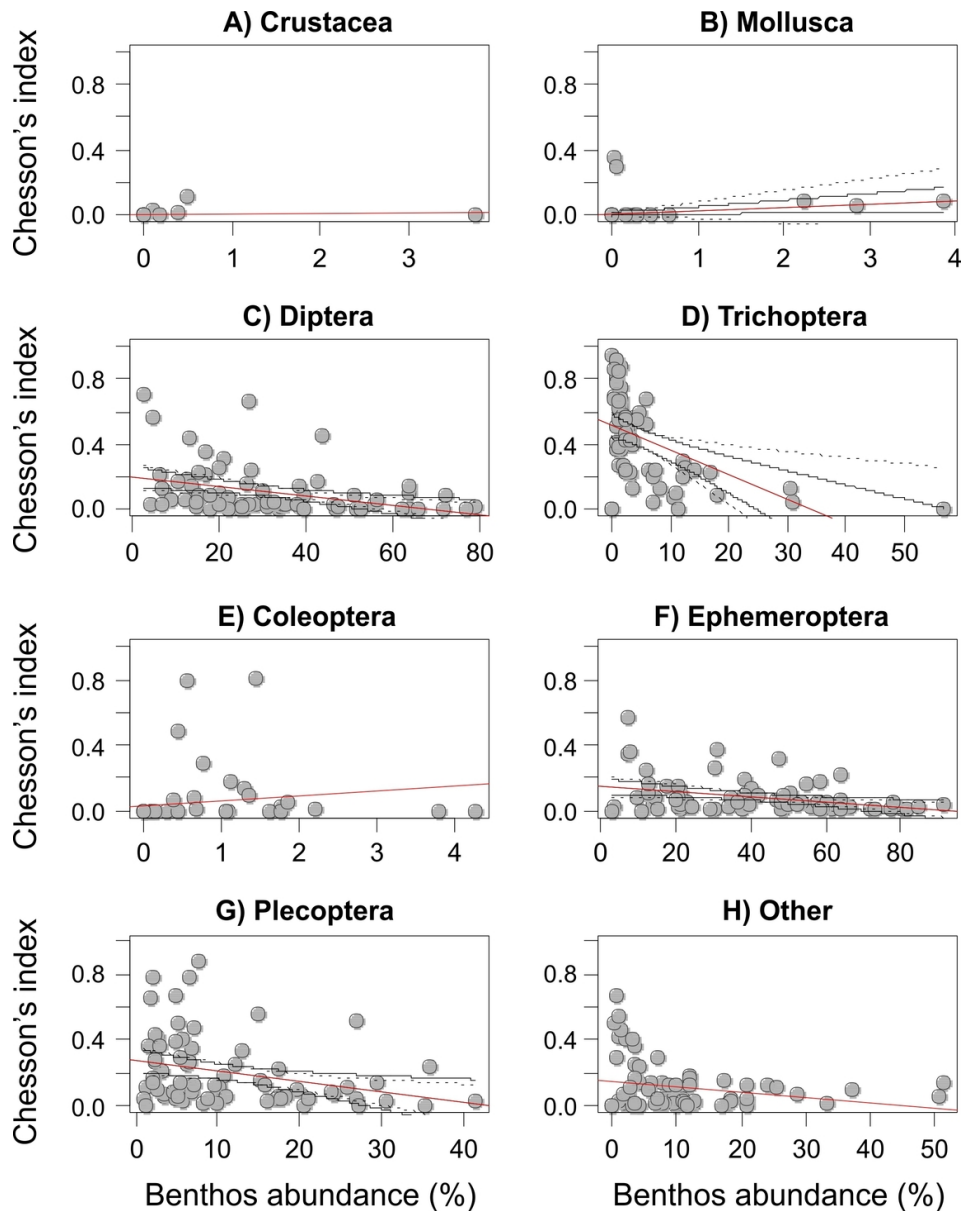 A) Crustacea
B) Mollusca
Chesson's index
0.8
0.4
0.0
0 1 2 3
0.8
0.4
0.0
0 1 2 3 4
C) Diptera
D) Trichoptera
Chesson's index
0.8
0.4
0.0
0 20 40 60 80
0.8
0.4
0.0
0 10 20 30 40 50
E) Coleoptera
F) Ephemeroptera
Chesson's index
0.8
0.4
0.0
0 1 2 3 4
0.8
0.4
0.0
0 20 40 60 80
G) Plecoptera
H) Other
Chesson's index
0.8
0.4
0.0
0 10 20 30 40
0.8
0.4
0.0
0 10 20 30 40 50
Benthos abundance (%)
Benthos abundance (%)